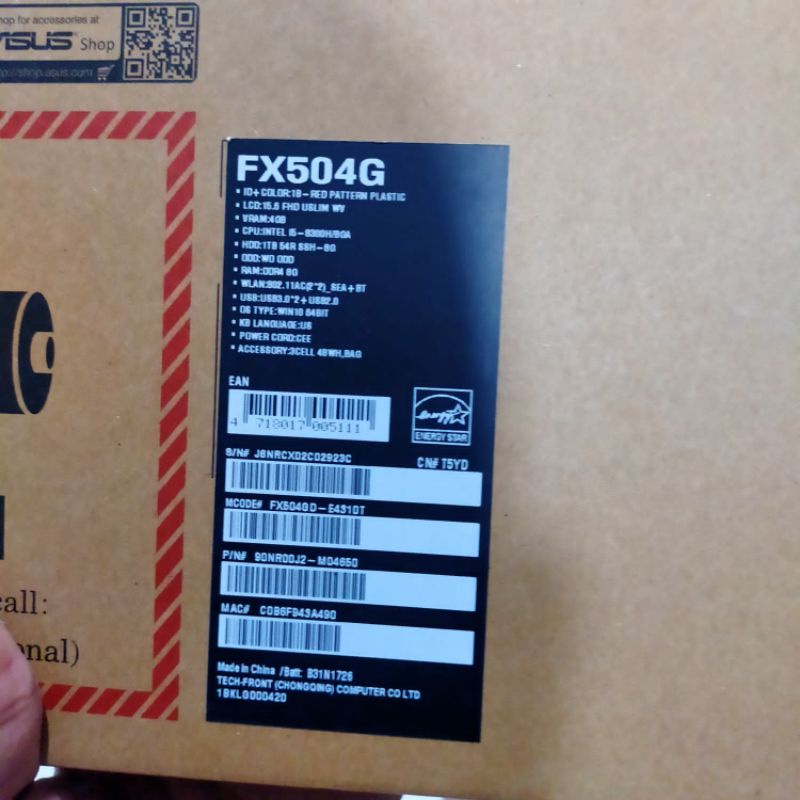 hop for accessories at
ASUS Shop
http://shop.asus.com
FX504G
• ID+COLOR:1B-RED PATTERN PLASTIC
• LCD:15.6 FHD USLIM WV
• VRAM:4GB
• CPU:INTEL I5-8300H/BGA
• HDD:1TB 54R SSH-8G
• ODD:WO ODD
• RAM:DDR4 8G
• WLAN:802.11AC(2*2)_SEA+BT
• USB:USB3.0*2+USB2.0
• OS TYPE:WIN10 64BIT
• KB LANGUAGE:US
• POWER CORD:CEE
• ACCESSORY:3CELL 48WH,BAG
EAN
4 718017 005111
ENERGY STAR
S/N# J6NRCX02C02923C
CN# T5YD
MCODE# FX504GD-E4310T
P/N# 90NR00J2-M04650
MAC# C0B6F943A490
Made in China /Batt: B31N1726
TECH-FRONT (CHONGQING) COMPUTER CO LTD
1BKLG000420
call:
onal)